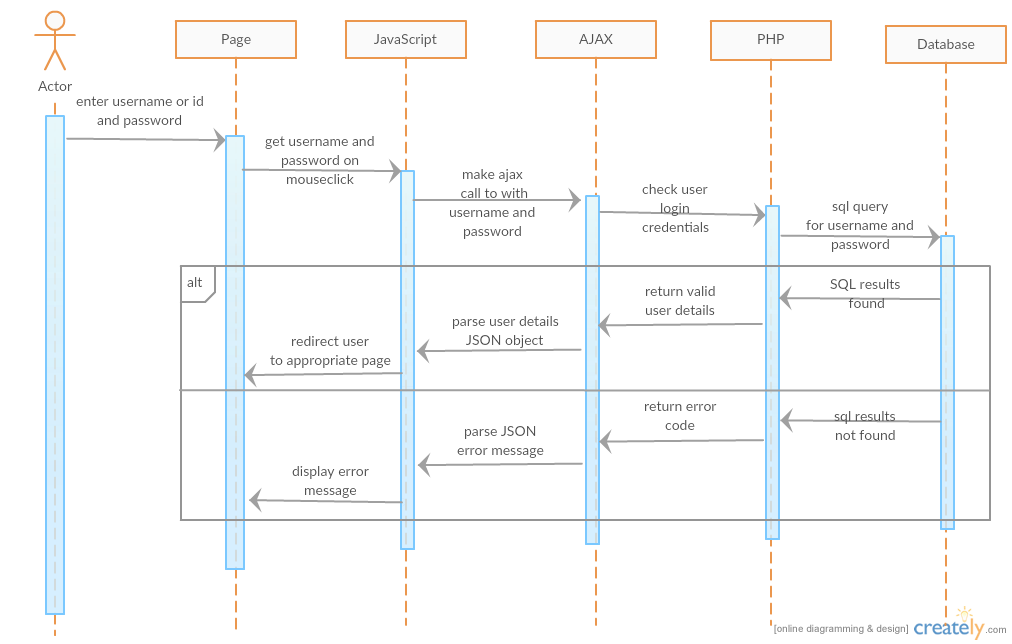 Page
JavaScript
AJAX
PHP
Database
Actor
enter username or id
and password
get username and
password on
mouseclick
make ajax
call to with
username and
password
check user
login
credentials
sql query
for username and
password
alt
SQL results
found
return valid
user details
parse user details
JSON object
redirect user
to appropriate page
sql results
not found
return error
code
parse JSON
error message
display error
message
[online diagramming & design] creately.com